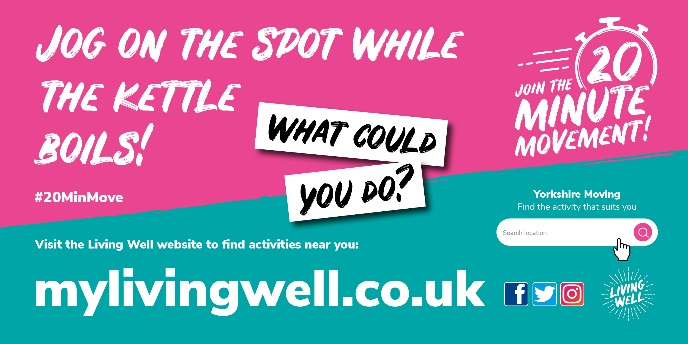 JOG ON THE SPOT WHILE
THE KETTLE
BOILS!
WHAT COULD
YOU DO?
#20MinMove
JOIN THE 20
MINUTE
MOVEMENT!
Yorkshire Moving
Find the activity that suits you
Search location
Visit the Living Well website to find activities near you:
mylivingwell.co.uk
LIVING
WELL